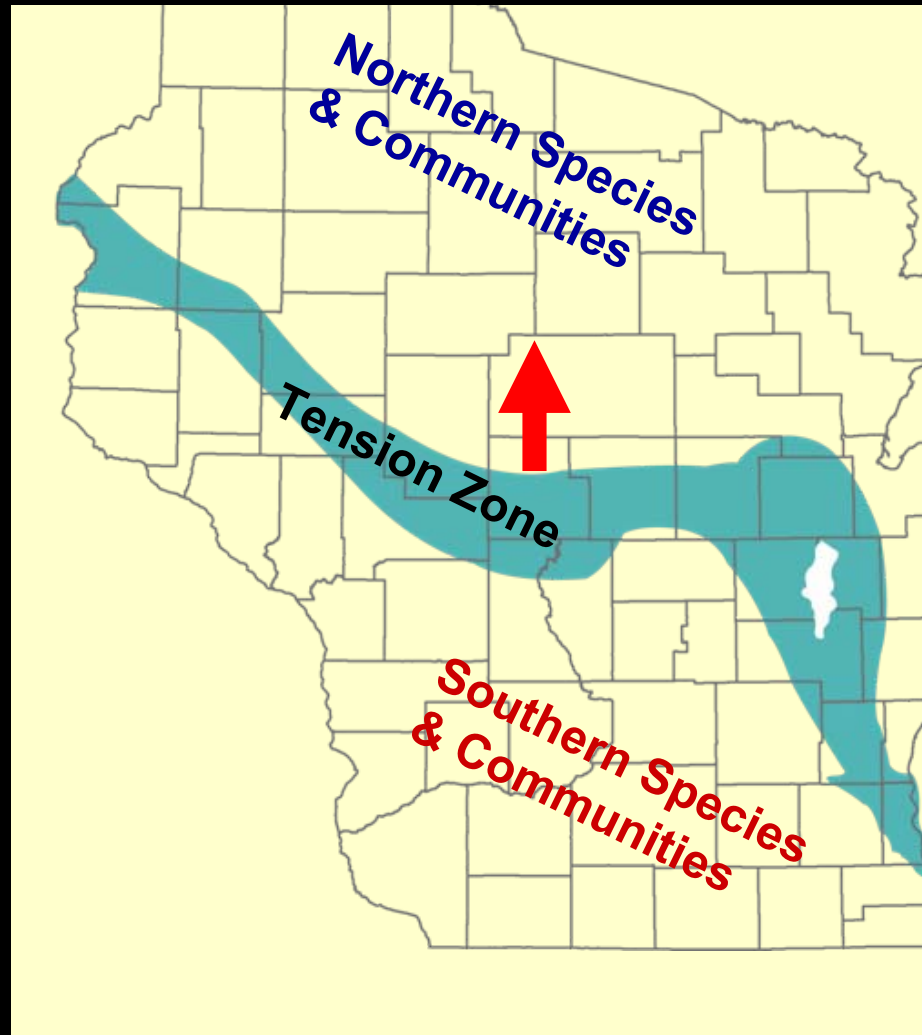 Northern Species
& Communities
Tension Zone
Southern Species
& Communities